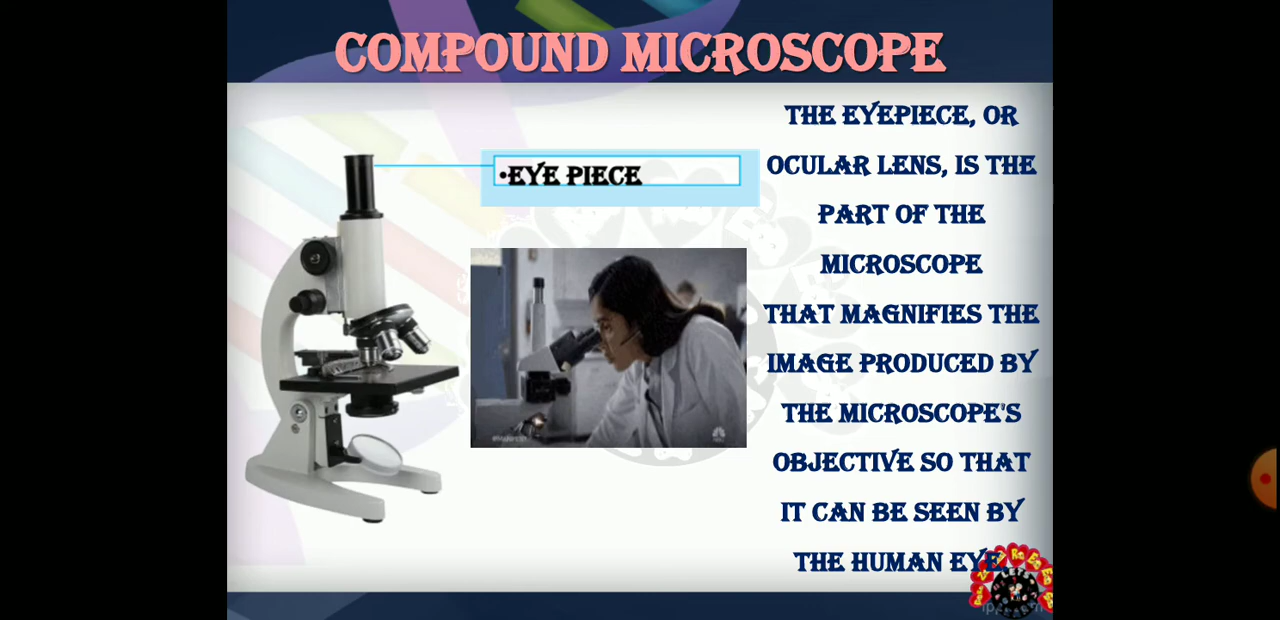 COMPOUND MICROSCOPE
•EYE PIECE
THE EYEPIECE, OR
OCULAR LENS, IS THE
PART OF THE
MICROSCOPE
THAT MAGNIFIES THE
IMAGE PRODUCED BY
THE MICROSCOPE'S
OBJECTIVE SO THAT
IT CAN BE SEEN BY
THE HUMAN EYE.